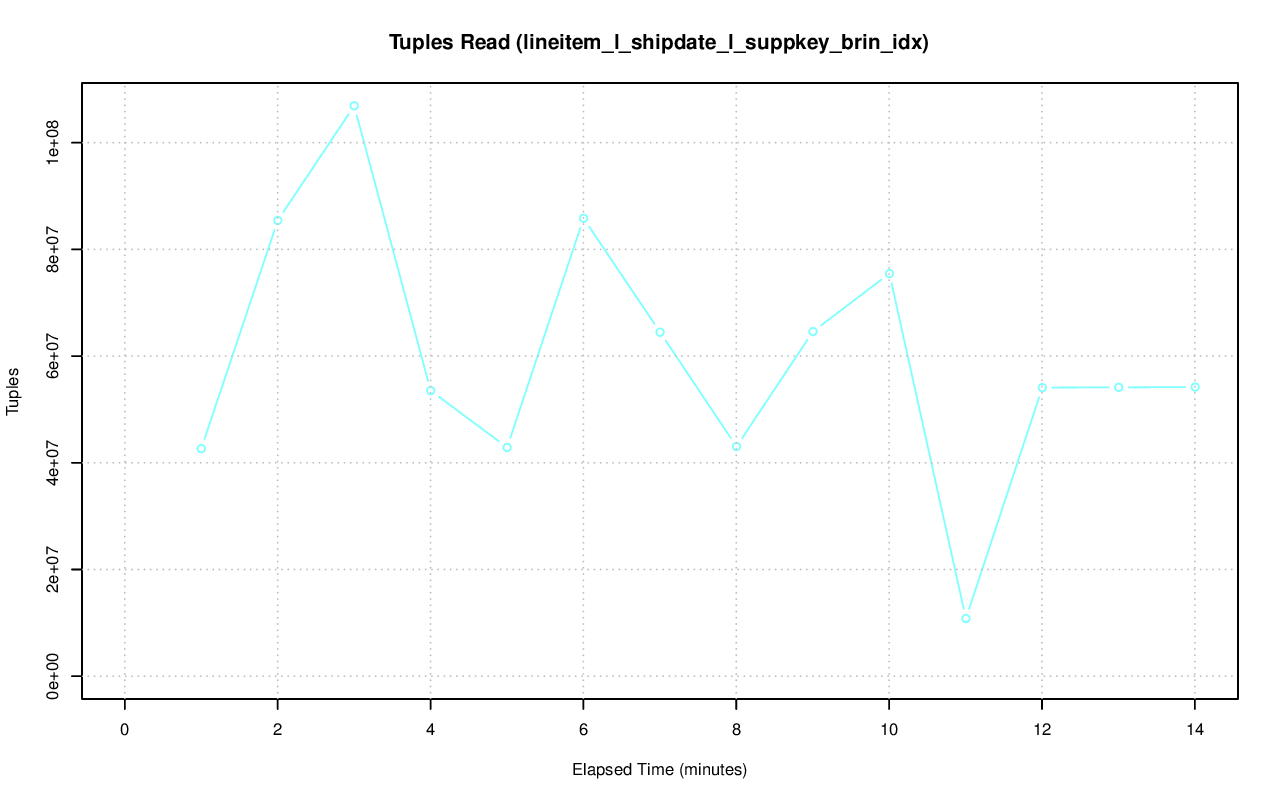 Tuples Read (lineitem_l_shipdate_l_suppkey_brin_idx)
Tuples
1e+08
8e+07
6e+07
4e+07
2e+07
0e+00
0 2 4 6 8 10 12 14
Elapsed Time (minutes)